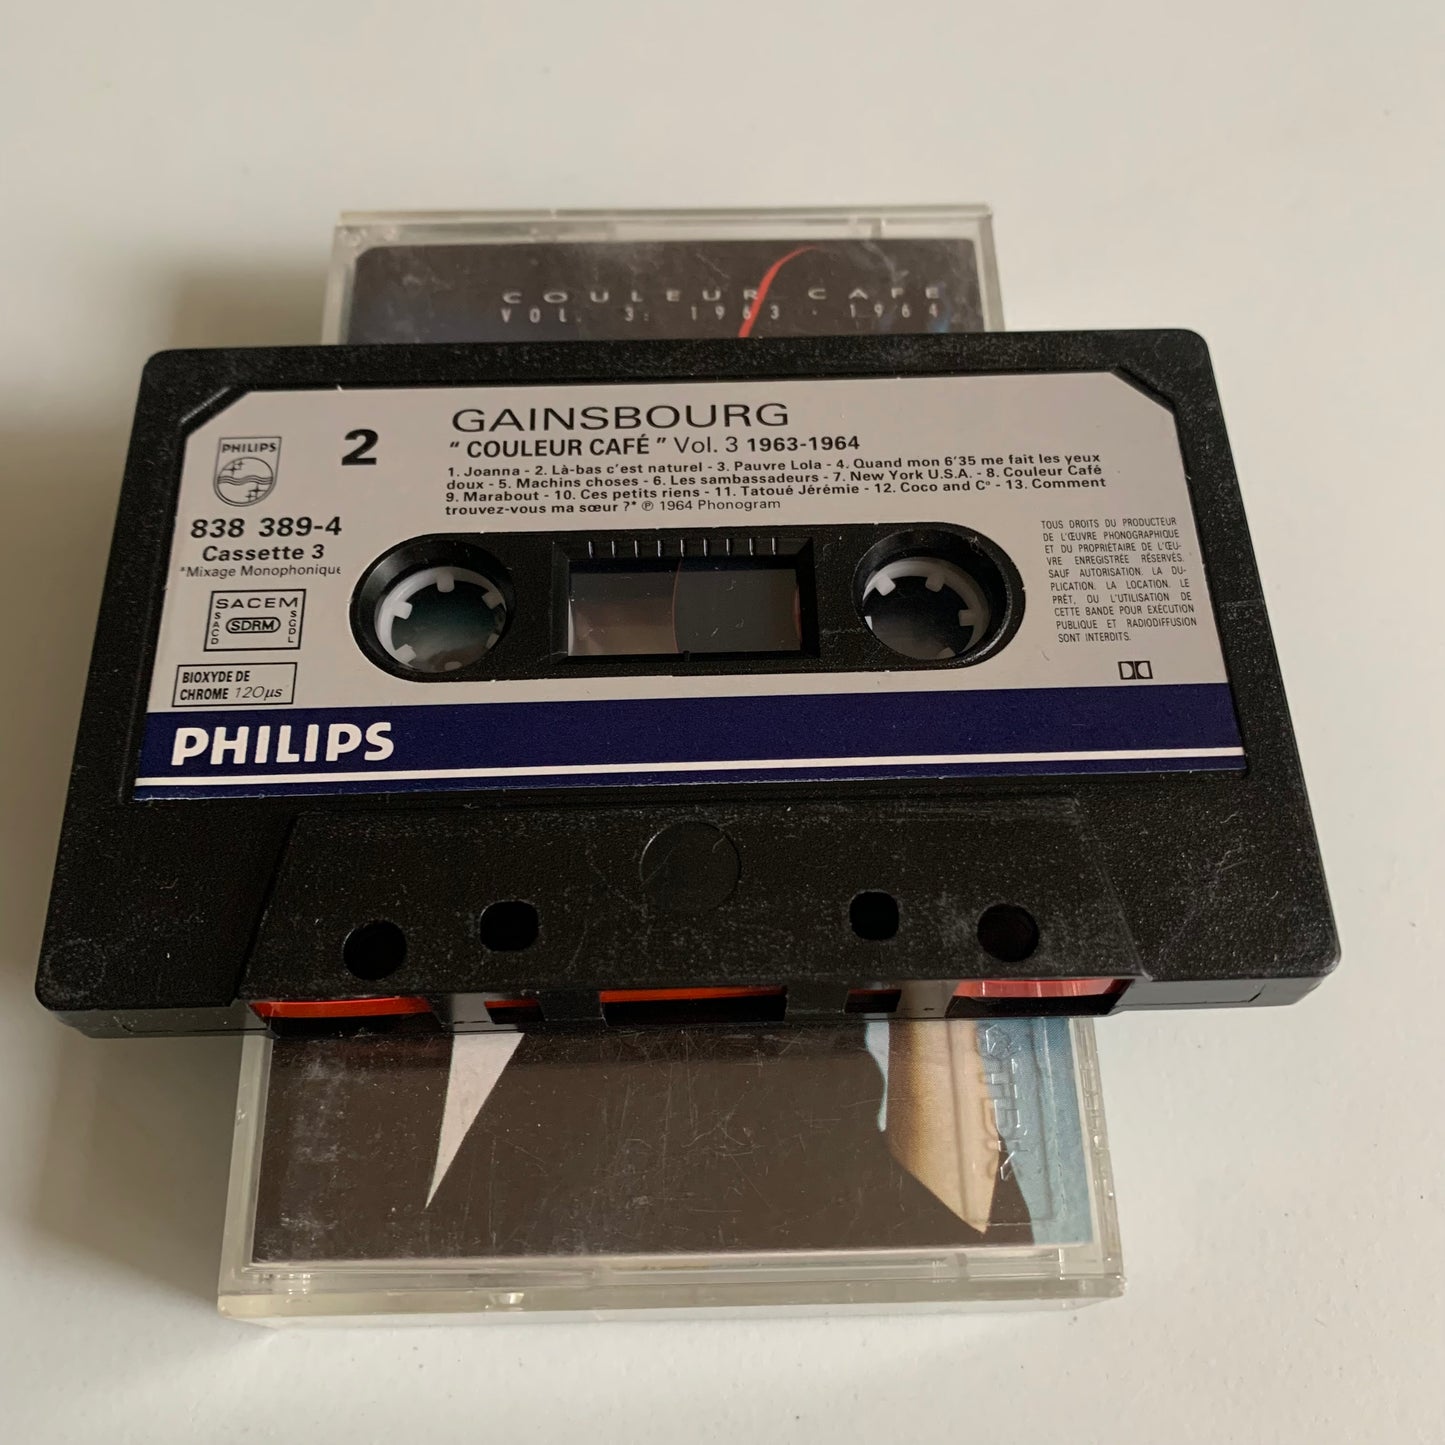 COULEUR CAFE
VOL. 3: 1963 · 1964
PHILIPS
2
GAINSBOURG
" COULEUR CAFÉ " Vol. 3 1963-1964
1. Joanna - 2. Là-bas c'est naturel - 3. Pauvre Lola - 4. Quand mon 6'35 me fait les yeux
doux - 5. Machins choses - 6. Les sambassadeurs - 7. New York U.S.A. - 8. Couleur Café
9. Marabout - 10. Ces petits riens - 11. Tatoué Jérémie - 12. Coco and C° - 13. Comment
trouvez-vous ma sœur ?* ℗ 1964 Phonogram
838 389-4
Cassette 3
*Mixage Monophonique
SACEM
SACD
SDRM
SGDL
BIOXYDE DE
CHROME 120µs
TOUS DROITS DU PRODUCTEUR
DE L'ŒUVRE PHONOGRAPHIQUE
ET DU PROPRIÉTAIRE DE L'ŒU-
VRE ENREGISTRÉE RÉSERVÉS.
SAUF AUTORISATION. LA DU-
PLICATION. LA LOCATION. LE
PRÊT, OU L'UTILISATION DE
CETTE BANDE POUR EXÉCUTION
PUBLIQUE ET RADIODIFFUSION
SONT INTERDITS.
PHILIPS